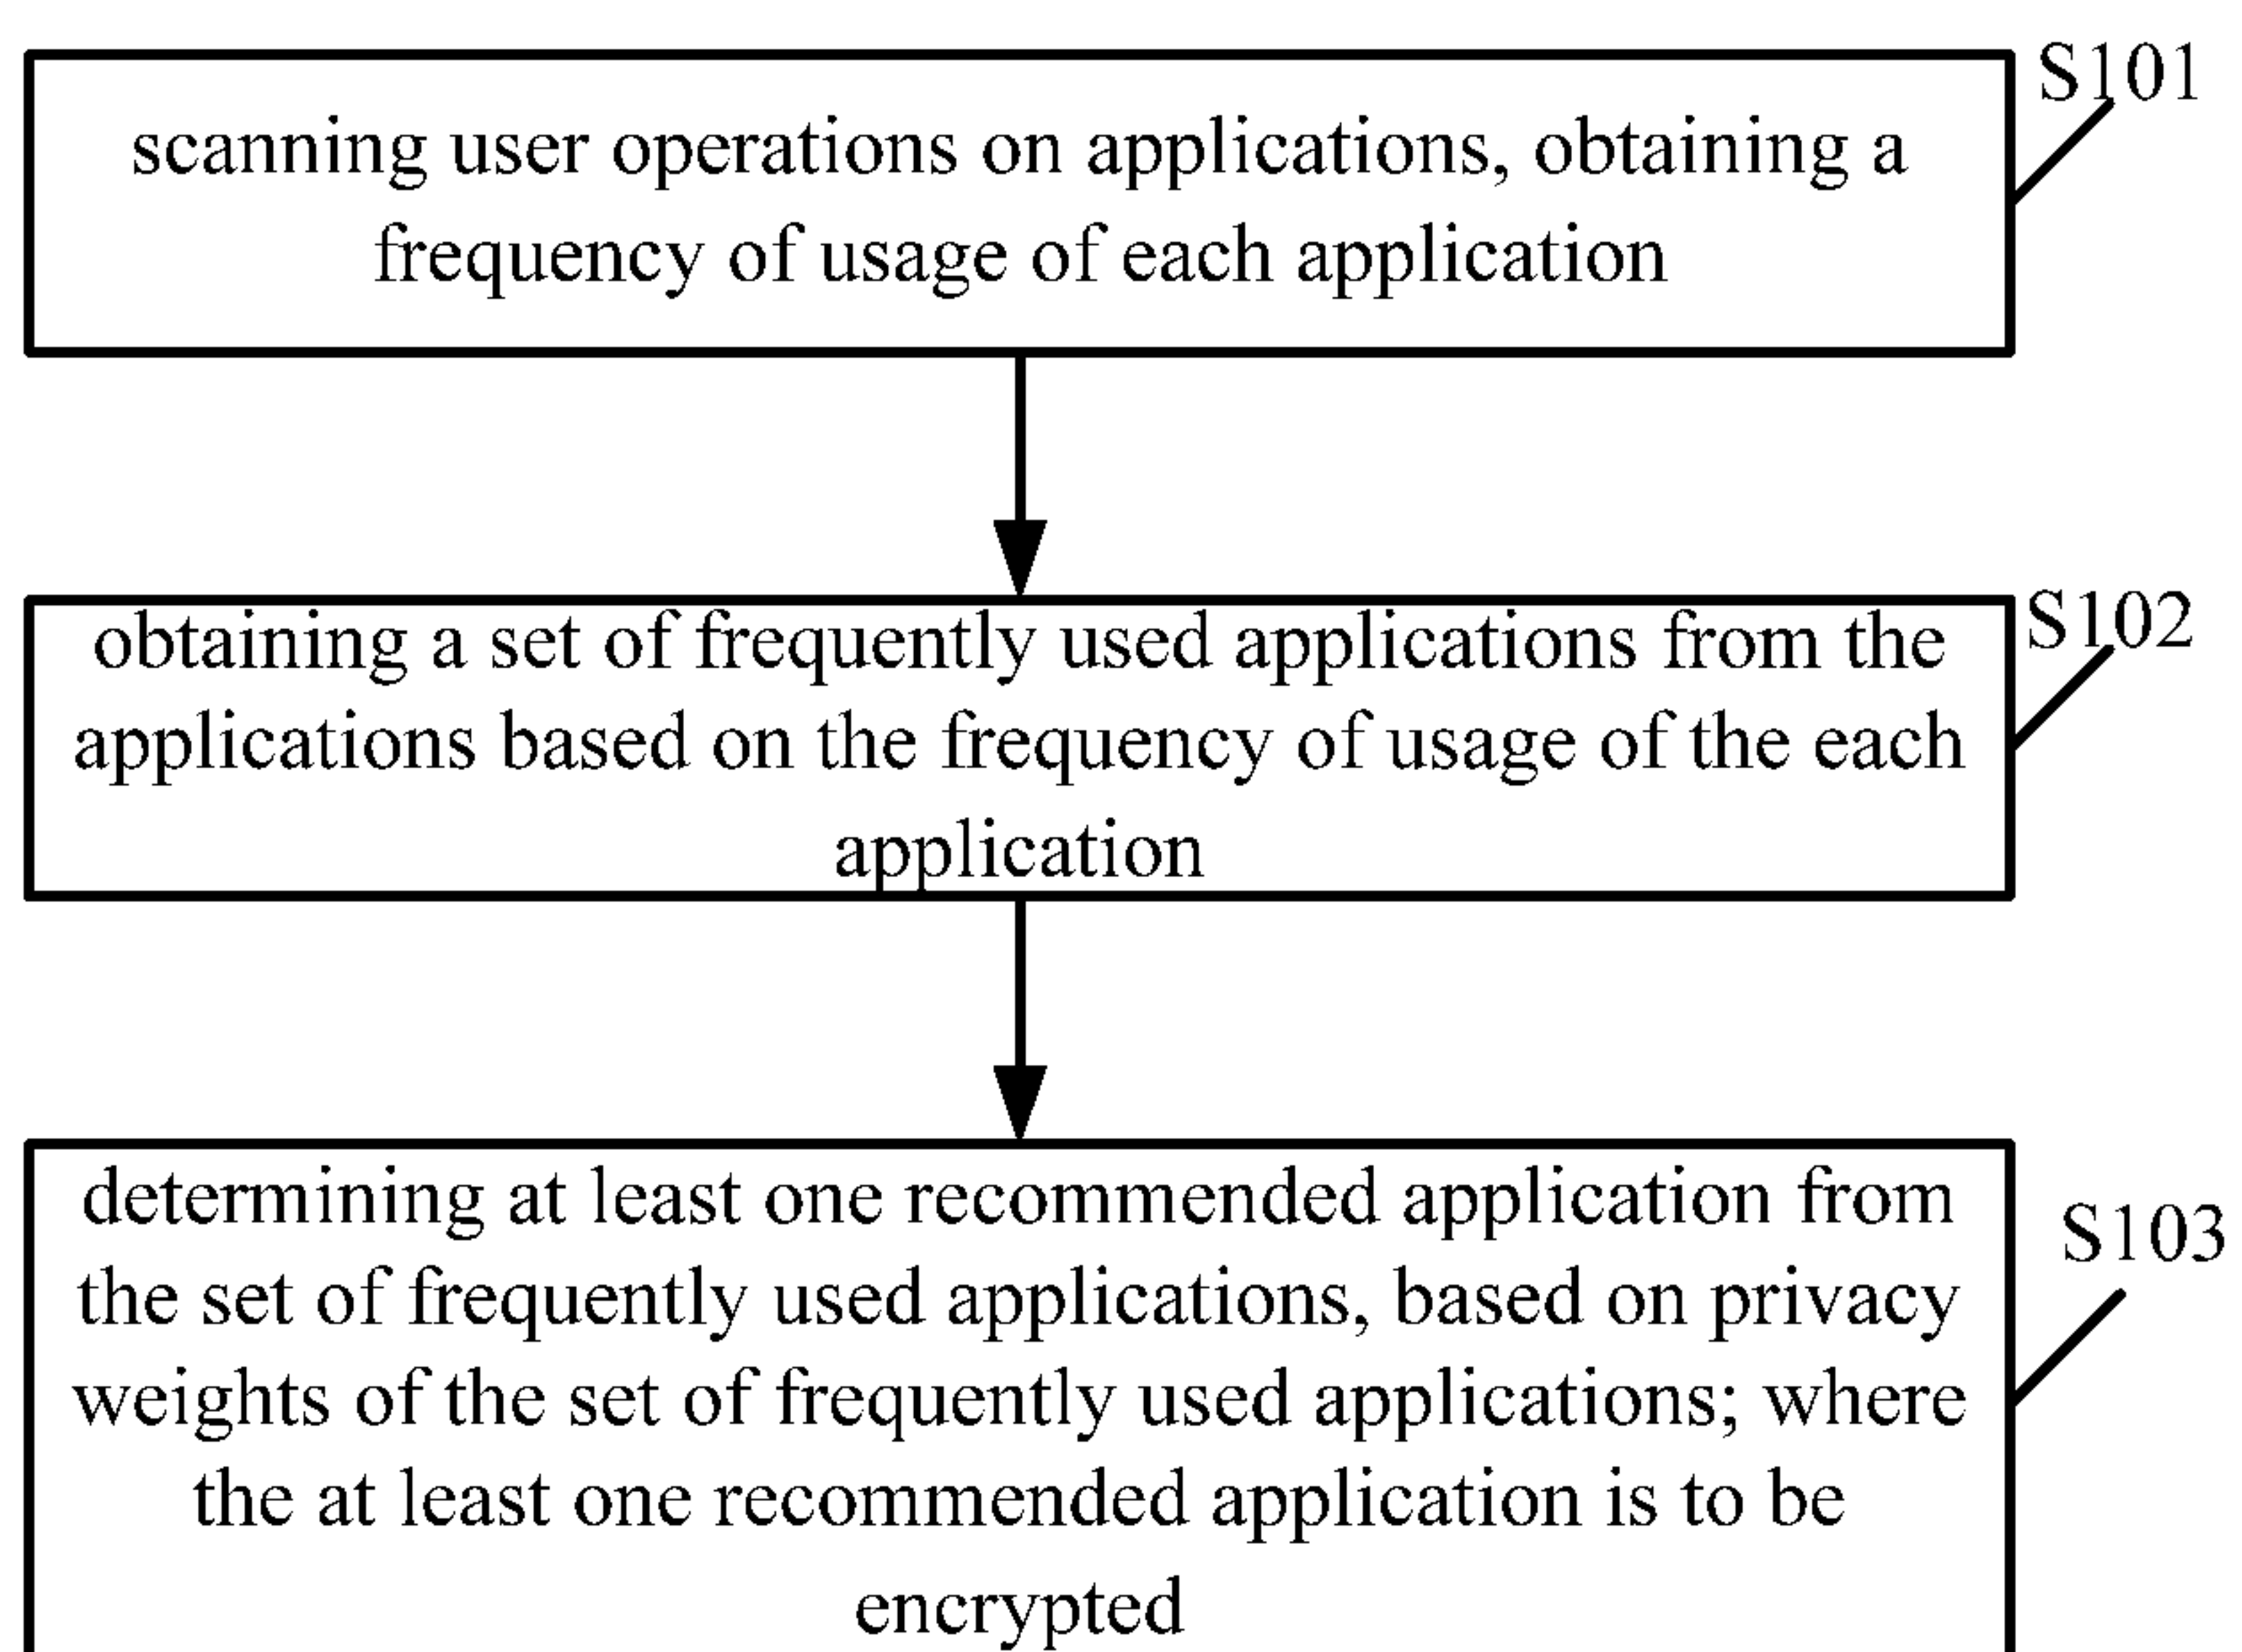 S101
scanning user operations on applications, obtaining a
frequency of usage of each application
S102
obtaining a set of frequently used applications from the
applications based on the frequency of usage of the each
application
S103
determining at least one recommended application from
the set of frequently used applications, based on privacy
weights of the set of frequently used applications; where
the at least one recommended application is to be
encrypted